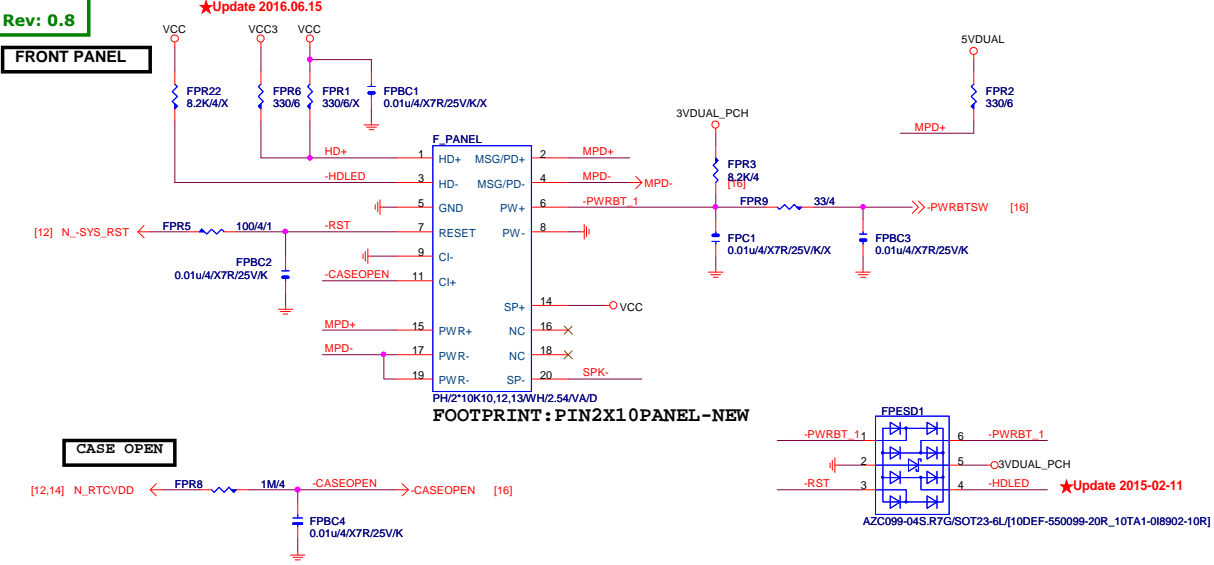 ★Update 2016.06.15
Rev: 0.8
FRONT PANEL
VCC
VCC3
VCC
5VDUAL
FPR22
8.2K/4/X
FPR6
330/6
FPR1
330/6/X
FPBC1
0.01u/4/X7R/25V/K/X
FPR2
330/6
MPD+
3VDUAL_PCH
FPR3
8.2K/4
F_PANEL
HD+
1
HD+
MSG/PD+
2
MPD+
-HDLED
3
HD-
MSG/PD-
4
MPD-
MPD-
[16]
5
GND
PW+
6
-PWRBT_1
FPR9
33/4
-PWRBTSW
[16]
[12]
N_-SYS_RST
FPR5
100/4/1
-RST
7
RESET
PW-
8
9
CI-
FPC1
0.01u/4/X7R/25V/K/X
FPBC3
0.01u/4/X7R/25V/K
FPBC2
0.01u/4/X7R/25V/K
-CASEOPEN
11
CI+
SP+
14
VCC
MPD+
15
PWR+
NC
16
MPD-
17
PWR-
NC
18
19
PWR-
SP-
20
SPK-
PH/2*10K10,12,13/WH/2.54/VA/D
FOOTPRINT:PIN2X10PANEL-NEW
CASE OPEN
[12,14]
N_RTCVDD
FPR8
1M/4
-CASEOPEN
-CASEOPEN
[16]
FPBC4
0.01u/4/X7R/25V/K
FPESD1
-PWRBT_1
1
6
-PWRBT_1
2
5
3VDUAL_PCH
-RST
3
4
-HDLED
★Update 2015-02-11
AZC099-04S.R7G/SOT23-6L/[10DEF-550099-20R_10TA1-0I8902-10R]